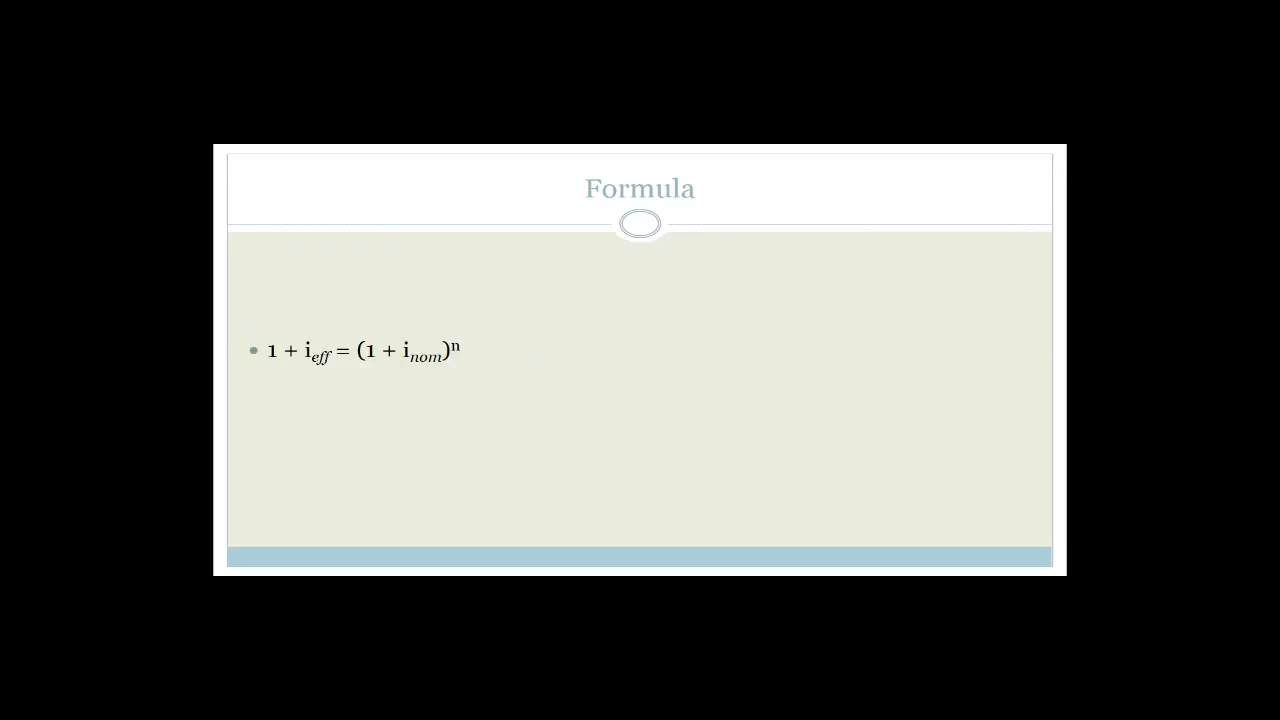 Formula
• 1 + i_eff = (1 + i_nom)^n